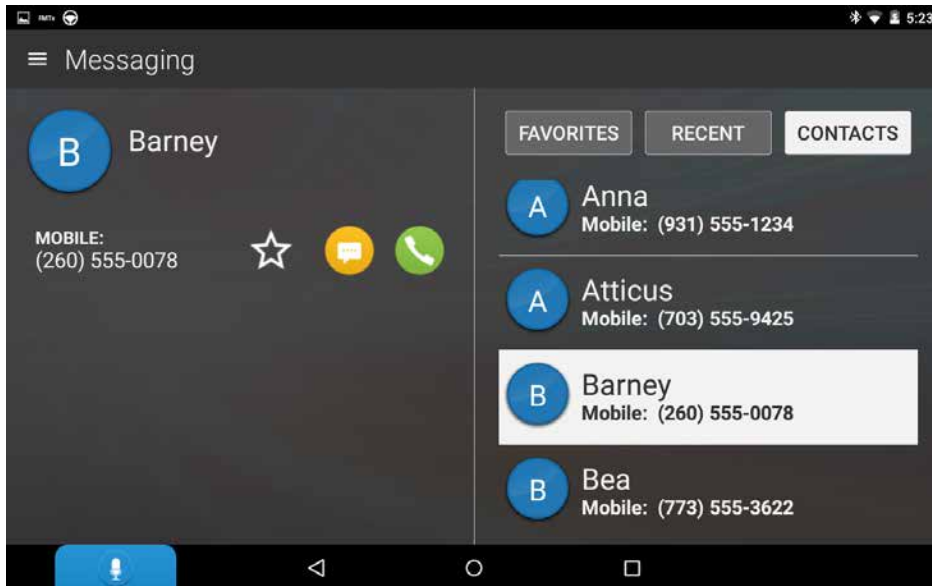 5:23
Messaging
B
Barney
MOBILE:
(260) 555-0078
FAVORITES
RECENT
CONTACTS
A
Anna
Mobile: (931) 555-1234
A
Atticus
Mobile: (703) 555-9425
B
Barney
Mobile: (260) 555-0078
B
Bea
Mobile: (773) 555-3622